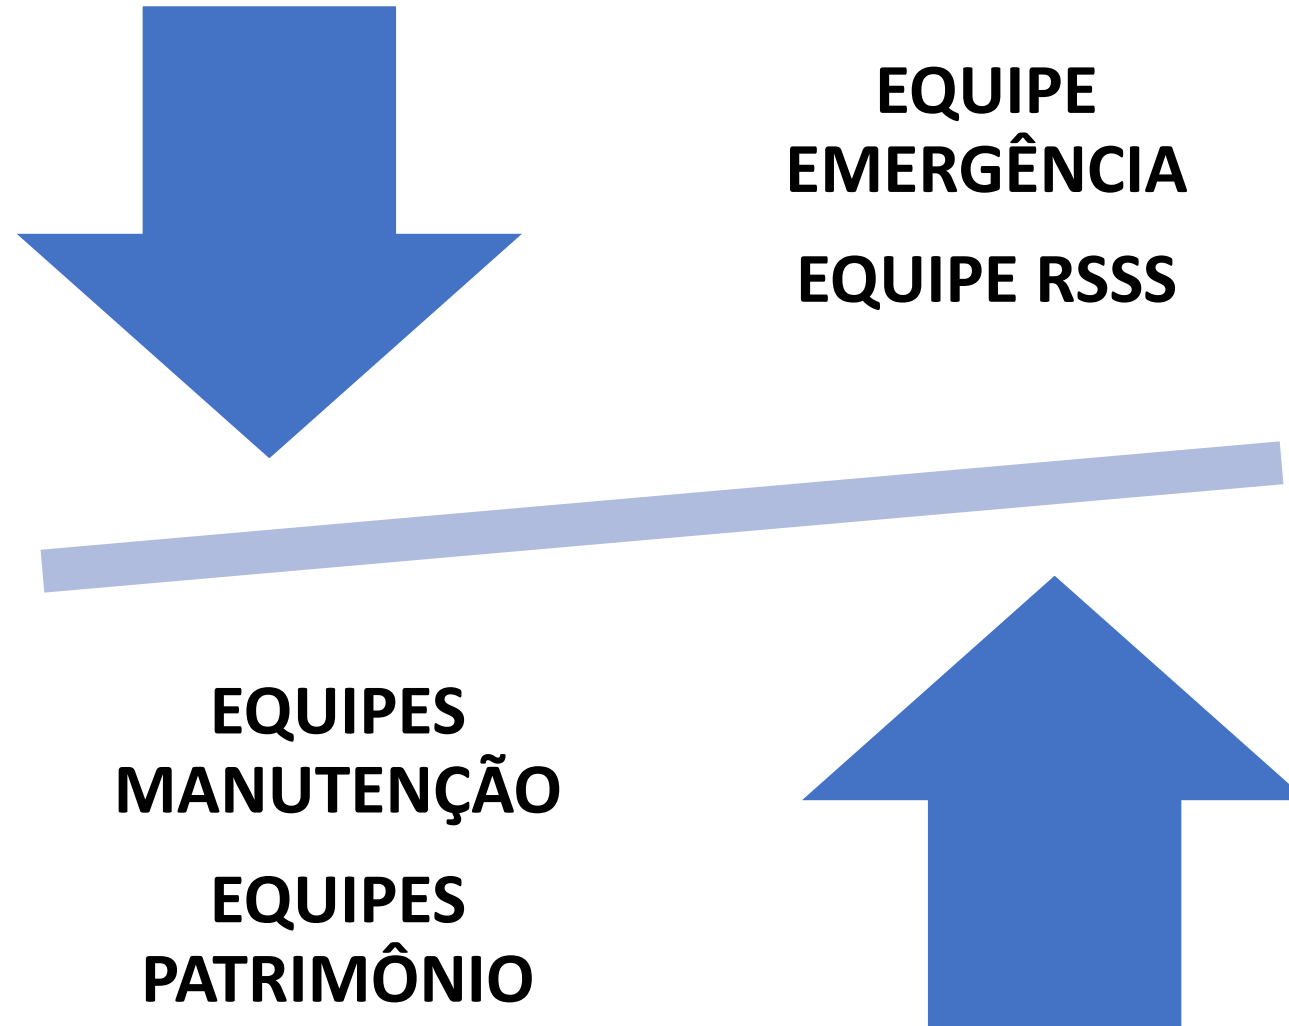 EQUIPE
EMERGÊNCIA
EQUIPE RSSS
EQUIPES
MANUTENÇÃO
EQUIPES
PATRIMÔNIO